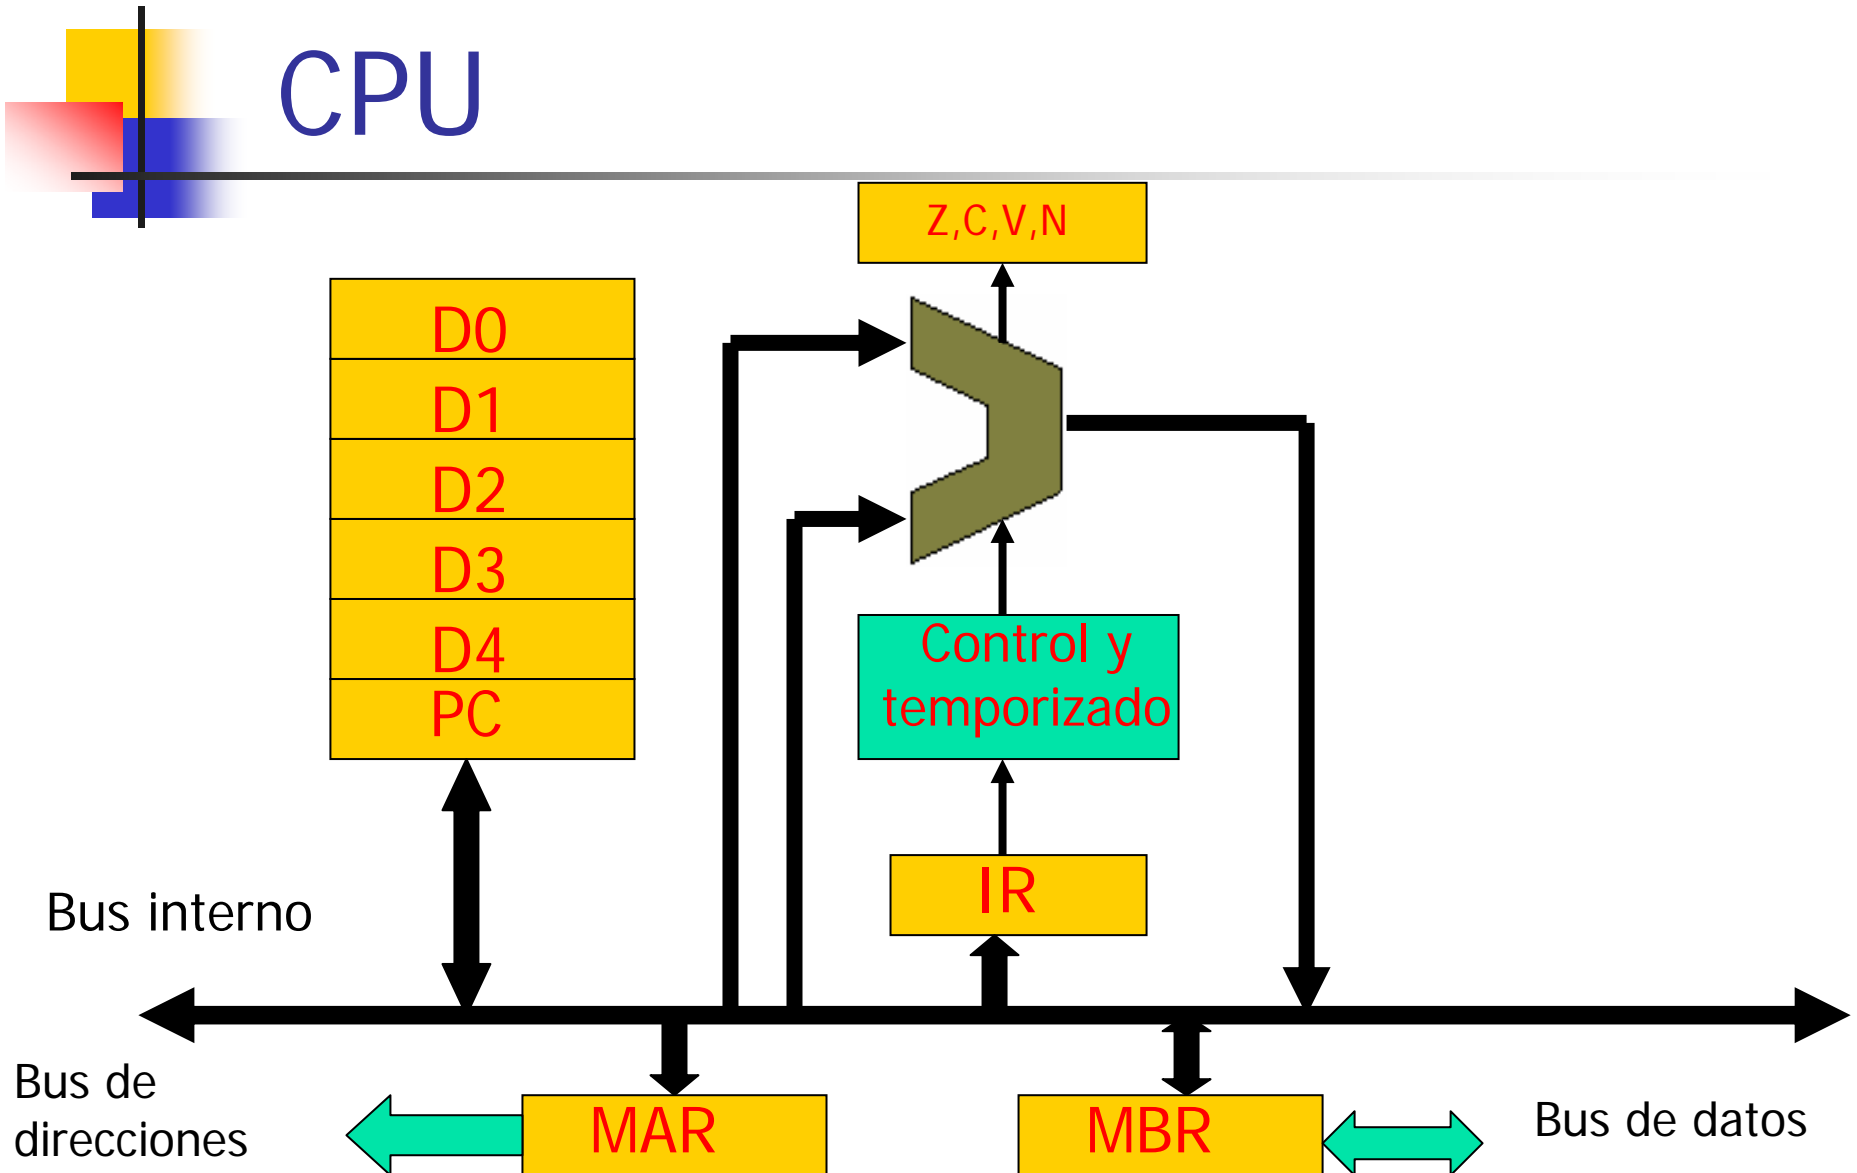 CPU
Z,C,V,N
D0
D1
D2
D3
D4
PC
Control y
temporizado
IR
Bus interno
Bus de
direcciones
MAR
MBR
Bus de datos